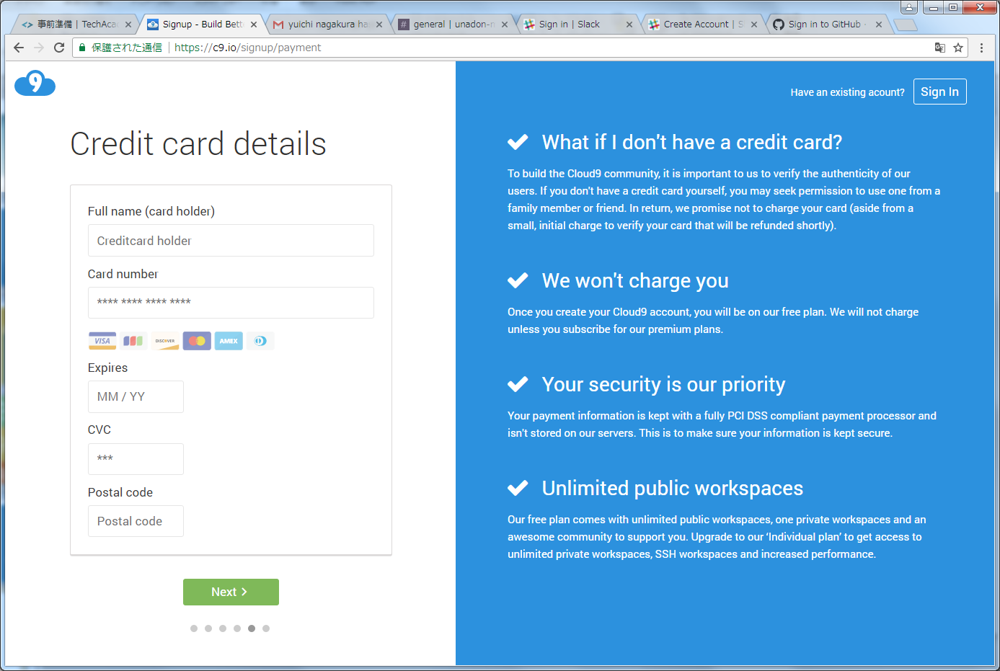 事前準備 | TechAcad
Signup - Build Bett
yuichi nagakura ha
general | unadon-
Sign in | Slack
Create Account | S
Sign in to GitHub
保護された通信 https://c9.io/signup/payment
9
Have an existing acount? Sign In
Credit card details
Full name (card holder)
Creditcard holder
Card number
**** **** **** ****
VISA DISCOVER AMEX
Expires
MM / YY
CVC
***
Postal code
Postal code
Next
What if I don't have a credit card?
To build the Cloud9 community, it is important to us to verify the authenticity of our
users. If you don't have a credit card yourself, you may seek permission to use one from a
family member or friend. In return, we promise not to charge your card (aside from a
small, initial charge to verify your card that will be refunded shortly).
We won't charge you
Once you create your Cloud9 account, you will be on our free plan. We will not charge
unless you subscribe for our premium plans.
Your security is our priority
Your payment information is kept with a fully PCI DSS compliant payment processor and
isn't stored on our servers. This is to make sure your information is kept secure.
Unlimited public workspaces
Our free plan comes with unlimited public workspaces, one private workspaces and an
awesome community to support you. Upgrade to our ‘Individual plan’ to get access to
unlimited private workspaces, SSH workspaces and increased performance.